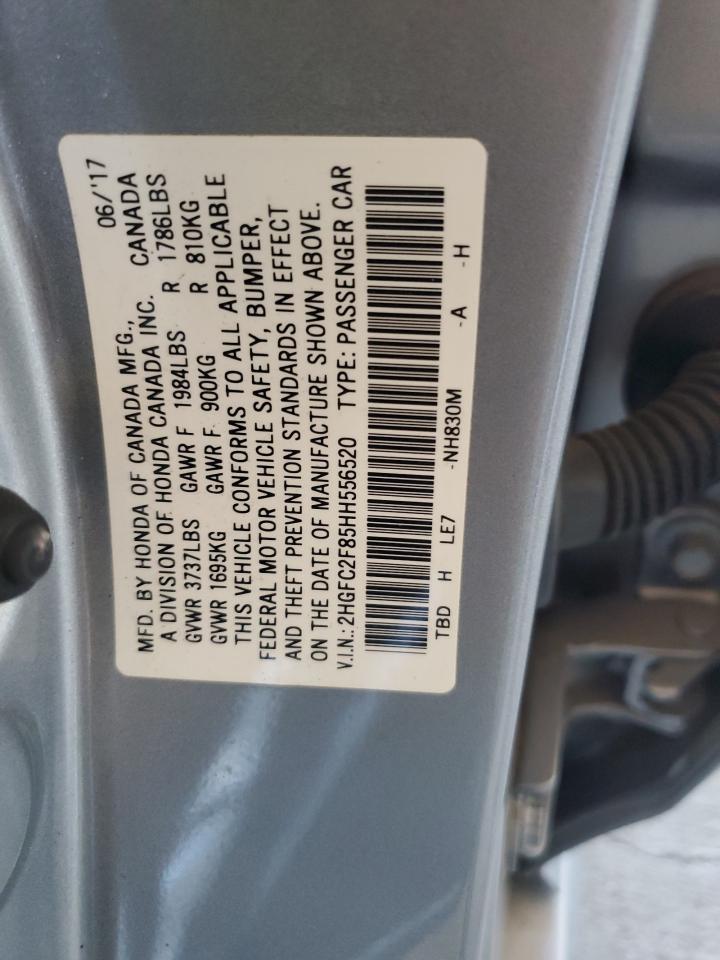 06/'17
MFD. BY HONDA OF CANADA MFG.,
A DIVISION OF HONDA CANADA INC. CANADA
GVWR 3737LBS GAWR F 1984LBS R 1786LBS
GVWR 1695KG GAWR F 900KG R 810KG
THIS VEHICLE CONFORMS TO ALL APPLICABLE
FEDERAL MOTOR VEHICLE SAFETY, BUMPER,
AND THEFT PREVENTION STANDARDS IN EFFECT
ON THE DATE OF MANUFACTURE SHOWN ABOVE.
V.I.N.: 2HGFC2F85HH556520 TYPE: PASSENGER CAR
TBD H LE7 -NH830M -A -H